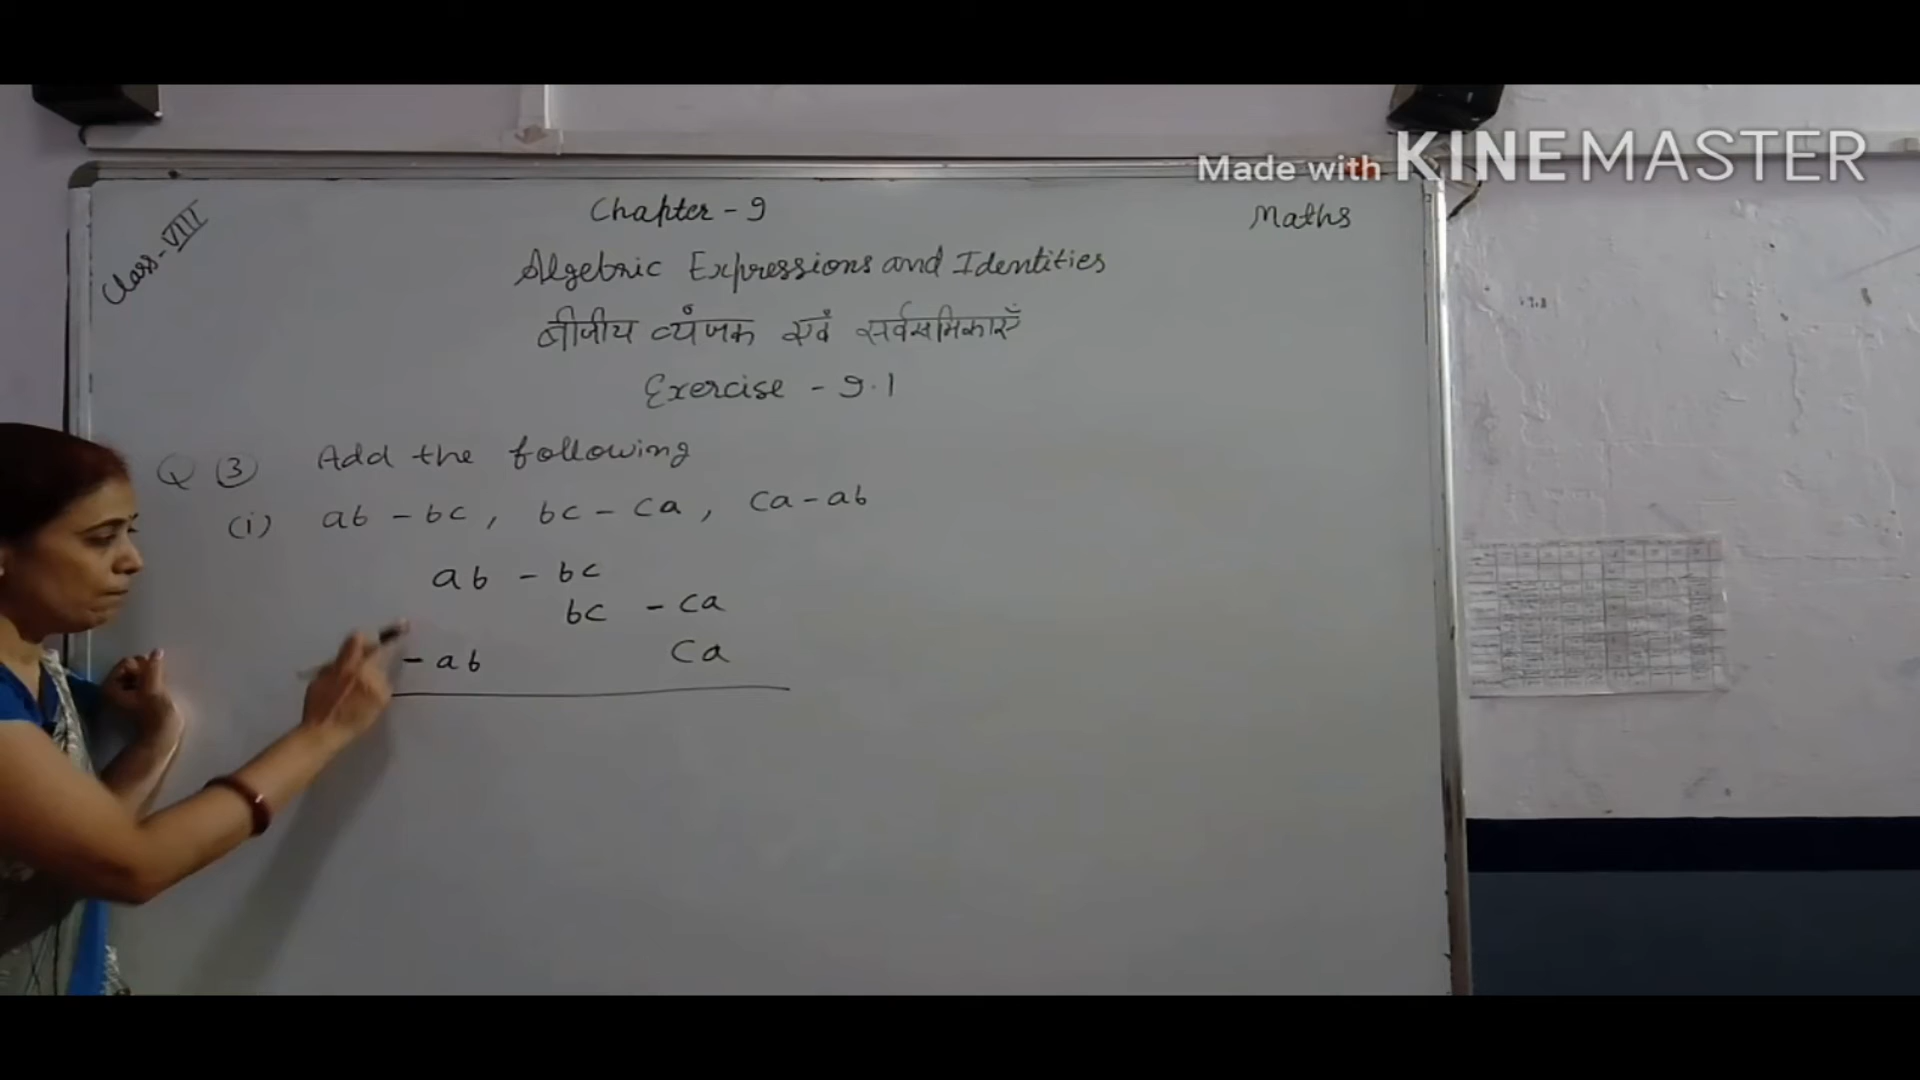 Made with KINEMASTER
Class-VIII
Chapter - 9
Maths
Algebric Expressions and Identities
बीजीय व्यंजक एवं सर्वसमिकाएँ
Exercise - 9.1
Q (3) Add the following
(i) ab - bc, bc - ca, ca - ab
ab - bc
bc - ca
- ab ca